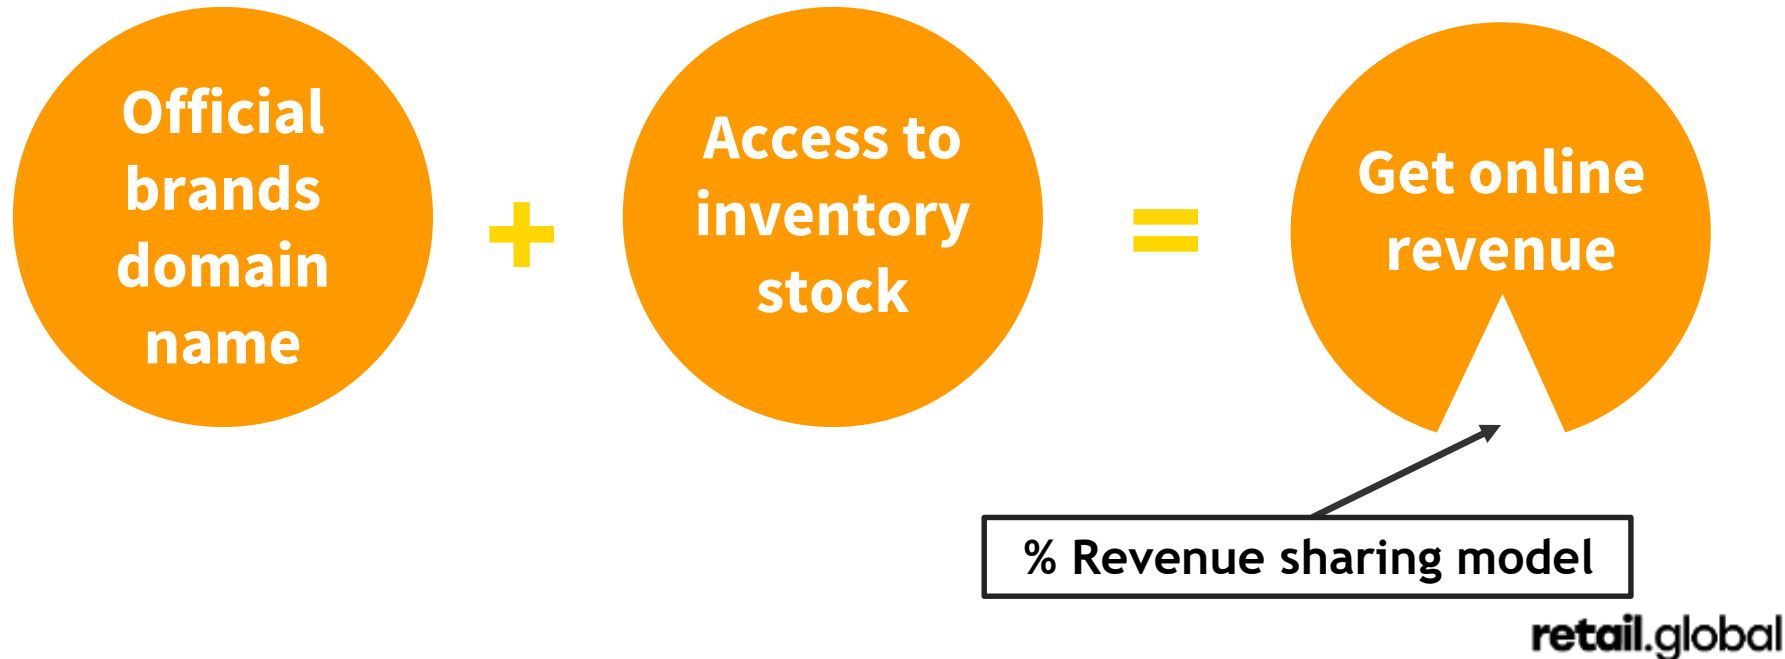 Official
brands
domain
name
+
Access to
inventory
stock
=
Get online
revenue
% Revenue sharing model
retail.global